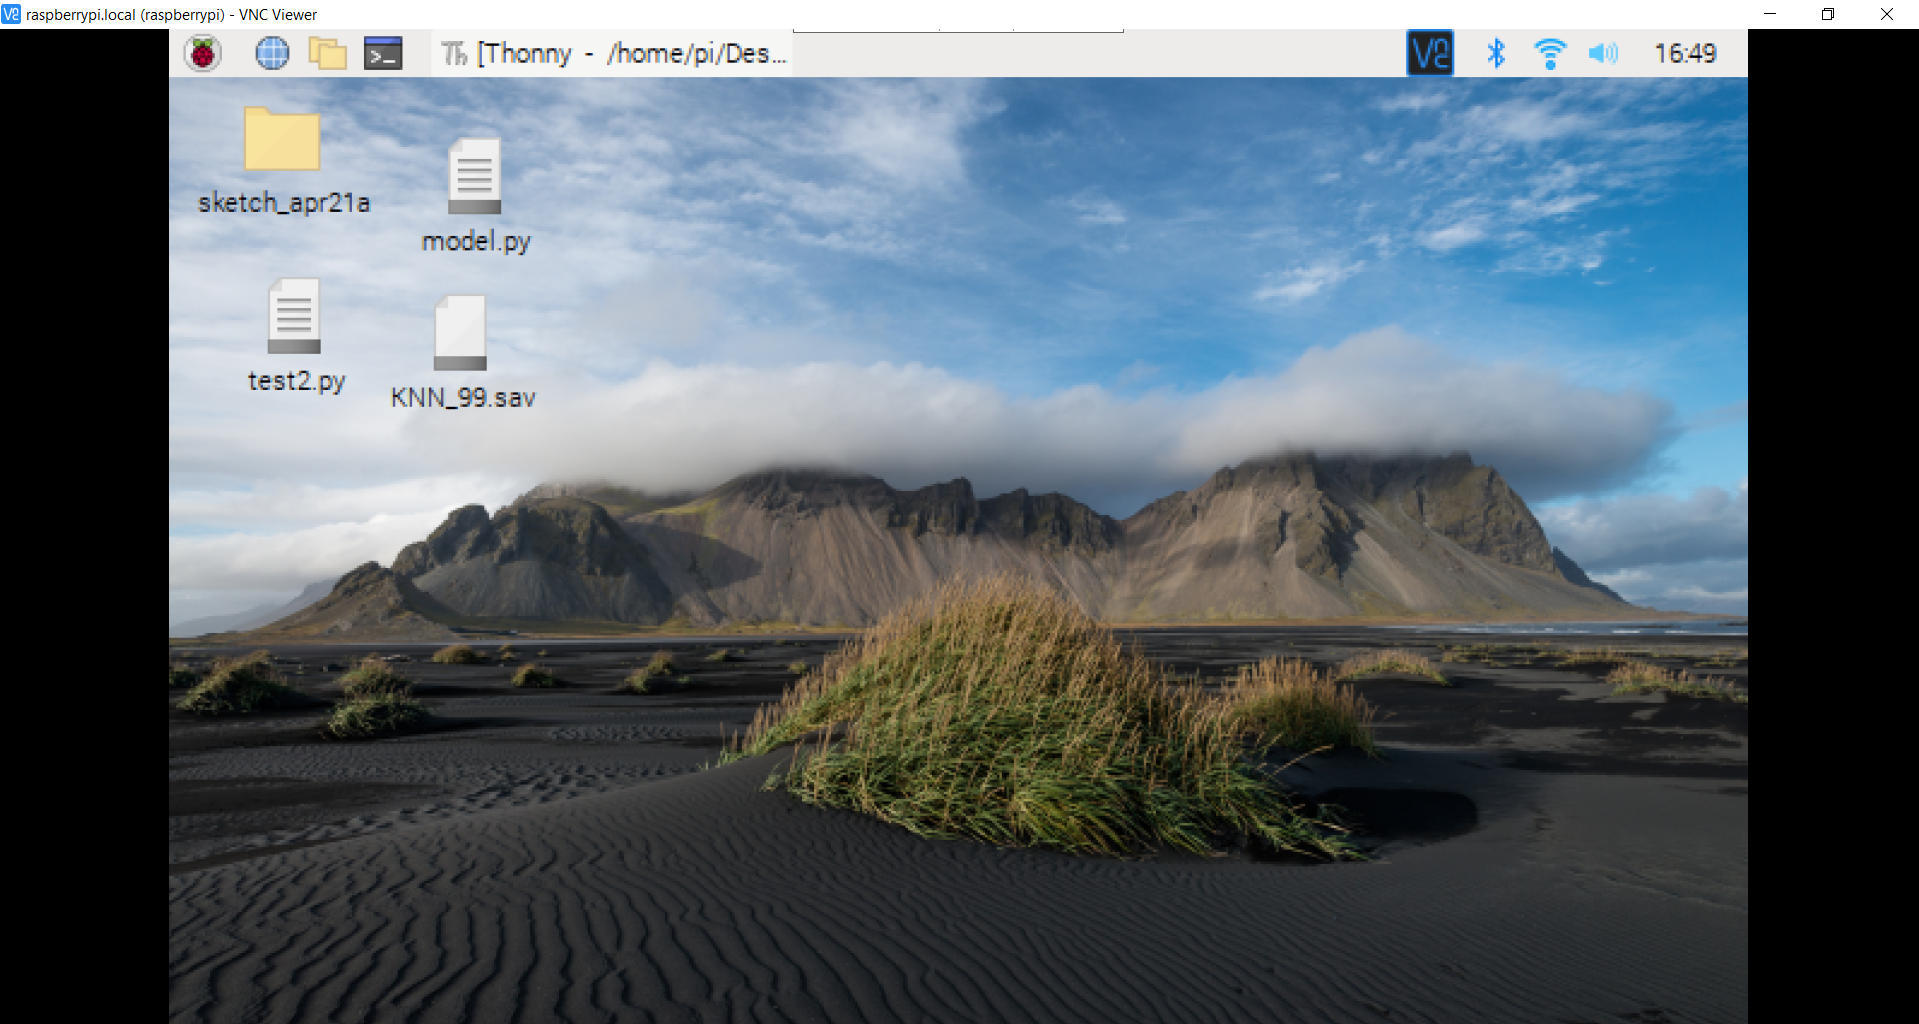 raspberrypi.local (raspberrypi) - VNC Viewer
[Thonny - /home/pi/Des...
16:49
sketch_apr21a
model.py
test2.py
KNN_99.sav